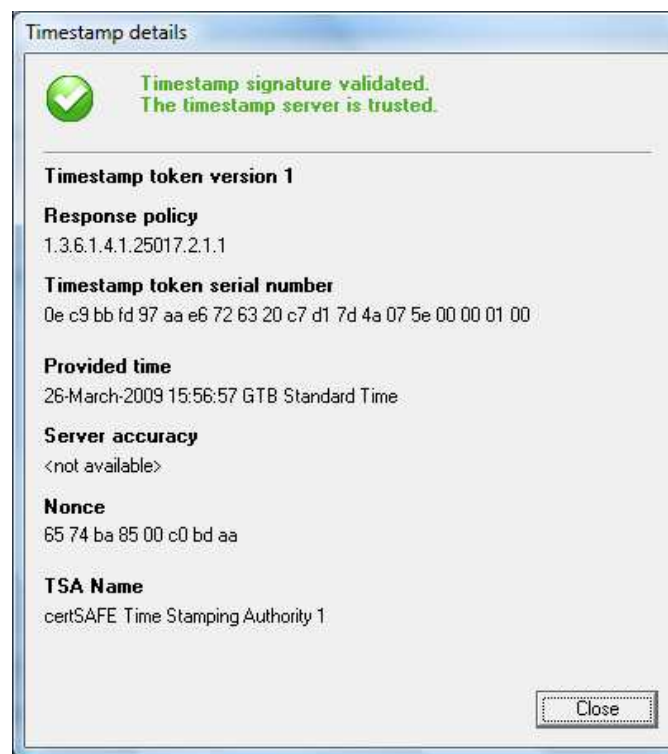 Timestamp details
Timestamp signature validated.
The timestamp server is trusted.
Timestamp token version 1
Response policy
1.3.6.1.4.1.25017.2.1.1
Timestamp token serial number
0e c9 bb fd 97 aa e6 72 63 20 c7 d1 7d 4a 07 5e 00 00 01 00
Provided time
26-March-2009 15:56:57 GTB Standard Time
Server accuracy
<not available>
Nonce
65 74 ba 85 00 c0 bd aa
TSA Name
certSAFE Time Stamping Authority 1
Close